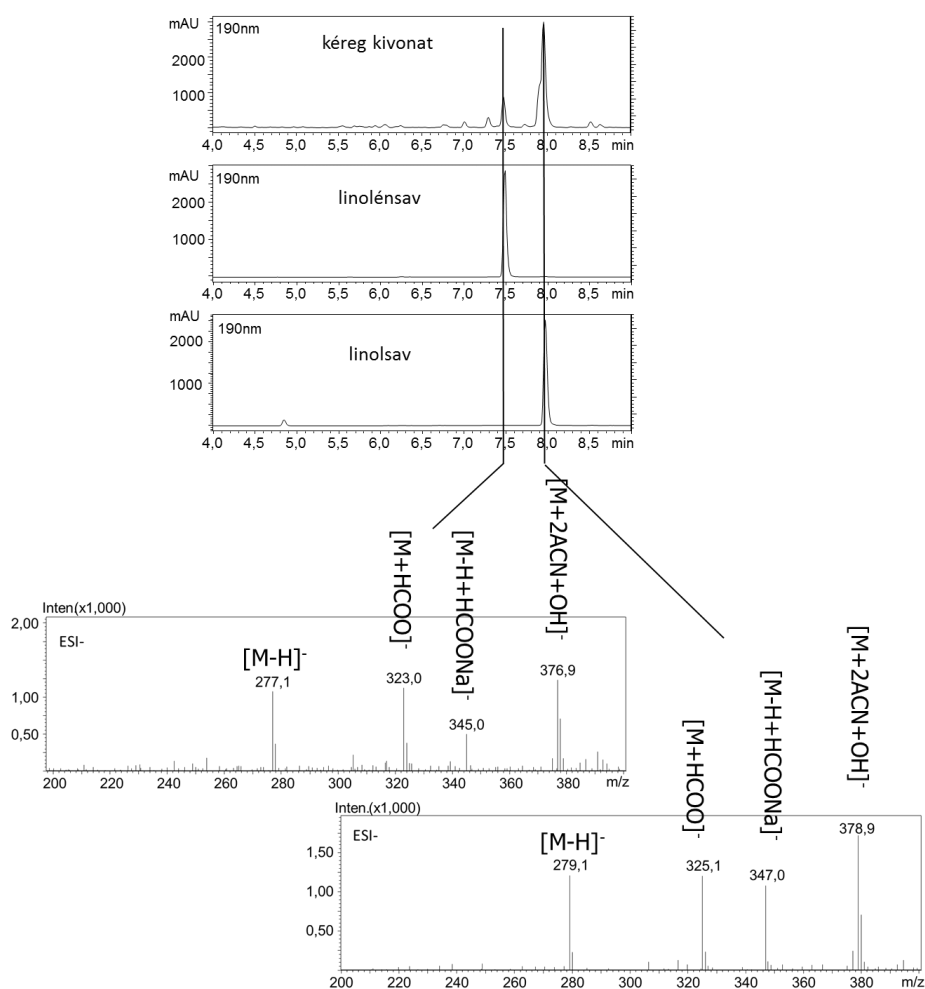 mAU
190nm
kéreg kivonat
2000
1000
4,0 4,5 5,0 5,5 6,0 6,5 7,0 7,5 8,0 8,5 min
mAU
190nm
linolénsav
2000
1000
4,0 4,5 5,0 5,5 6,0 6,5 7,0 7,5 8,0 8,5 min
mAU
190nm
linolsav
2000
1000
4,0 4,5 5,0 5,5 6,0 6,5 7,0 7,5 8,0 8,5 min
Inten(x1,000)
2,00
ESI-
[M-H]-
[M+HCOO]-
[M-H+HCOONa]-
[M+2ACN+OH]-
277,1
323,0
345,0
376,9
1,00
0,50
200 220 240 260 280 300 320 340 360 380 m/z
Inten.(x1,000)
ESI-
[M-H]-
[M+HCOO]-
[M-H+HCOONa]-
[M+2ACN+OH]-
279,1
325,1
347,0
378,9
1,50
1,00
0,50
200 220 240 260 280 300 320 340 360 380 m/z